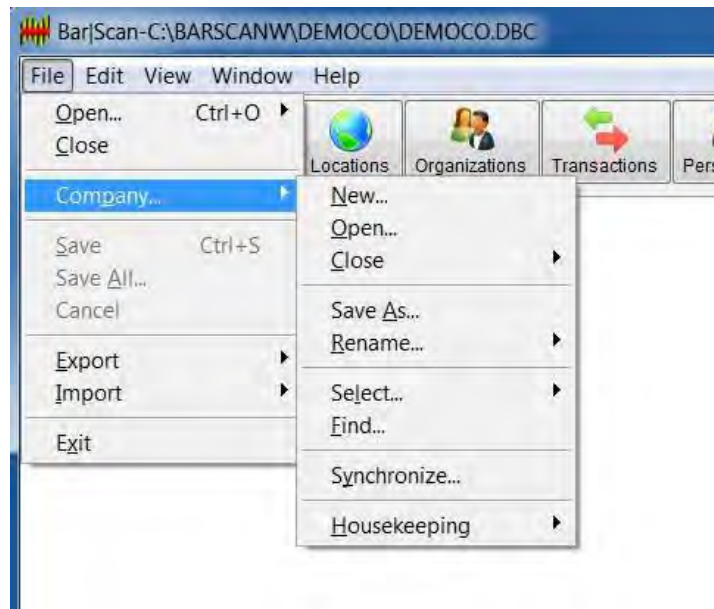 Bar|Scan-C:\BARSCANW\DEMOCO\DEMOCO.DBC
File Edit View Window Help
Open... Ctrl+O
Close
Company...
Save Ctrl+S
Save All...
Cancel
Export
Import
Exit
Locations Organizations Transactions Pers
New...
Open...
Close
Save As...
Rename...
Select...
Find...
Synchronize...
Housekeeping